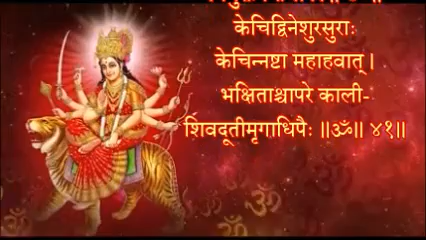 केचिद्विनेशुरसुराः
केचिन्नष्टा महाहवात् ।
भक्षिताश्चापरे काली-
शिवदूतीमृगाधिपैः ॥ॐ॥ ४१॥